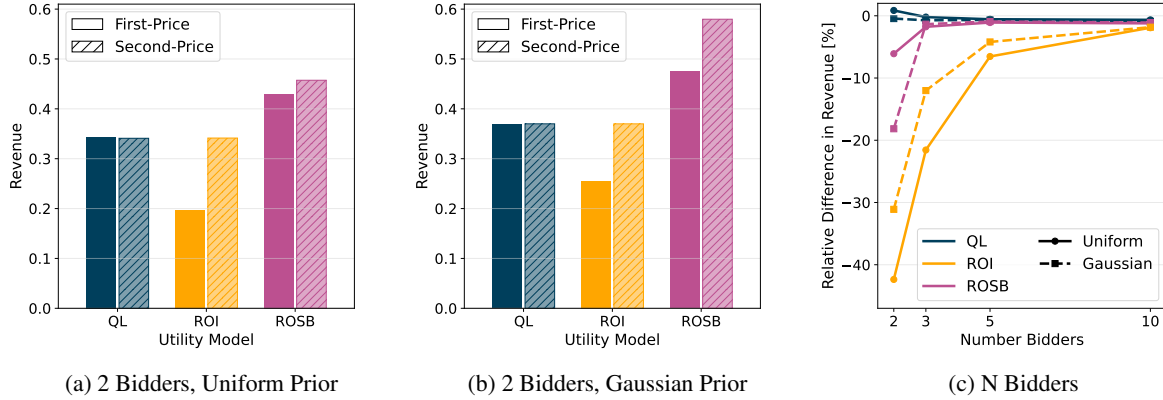 0.6
0.5
0.4
0.3
0.2
0.1
0.0
Revenue
First-Price
Second-Price
QL ROI ROSB
Utility Model
(a) 2 Bidders, Uniform Prior
0.6
0.5
0.4
0.3
0.2
0.1
0.0
Revenue
First-Price
Second-Price
QL ROI ROSB
Utility Model
(b) 2 Bidders, Gaussian Prior
0
−10
−20
−30
−40
Relative Difference in Revenue [%]
QL
ROI
ROSB
Uniform
Gaussian
2 3 5 10
Number Bidders
(c) N Bidders